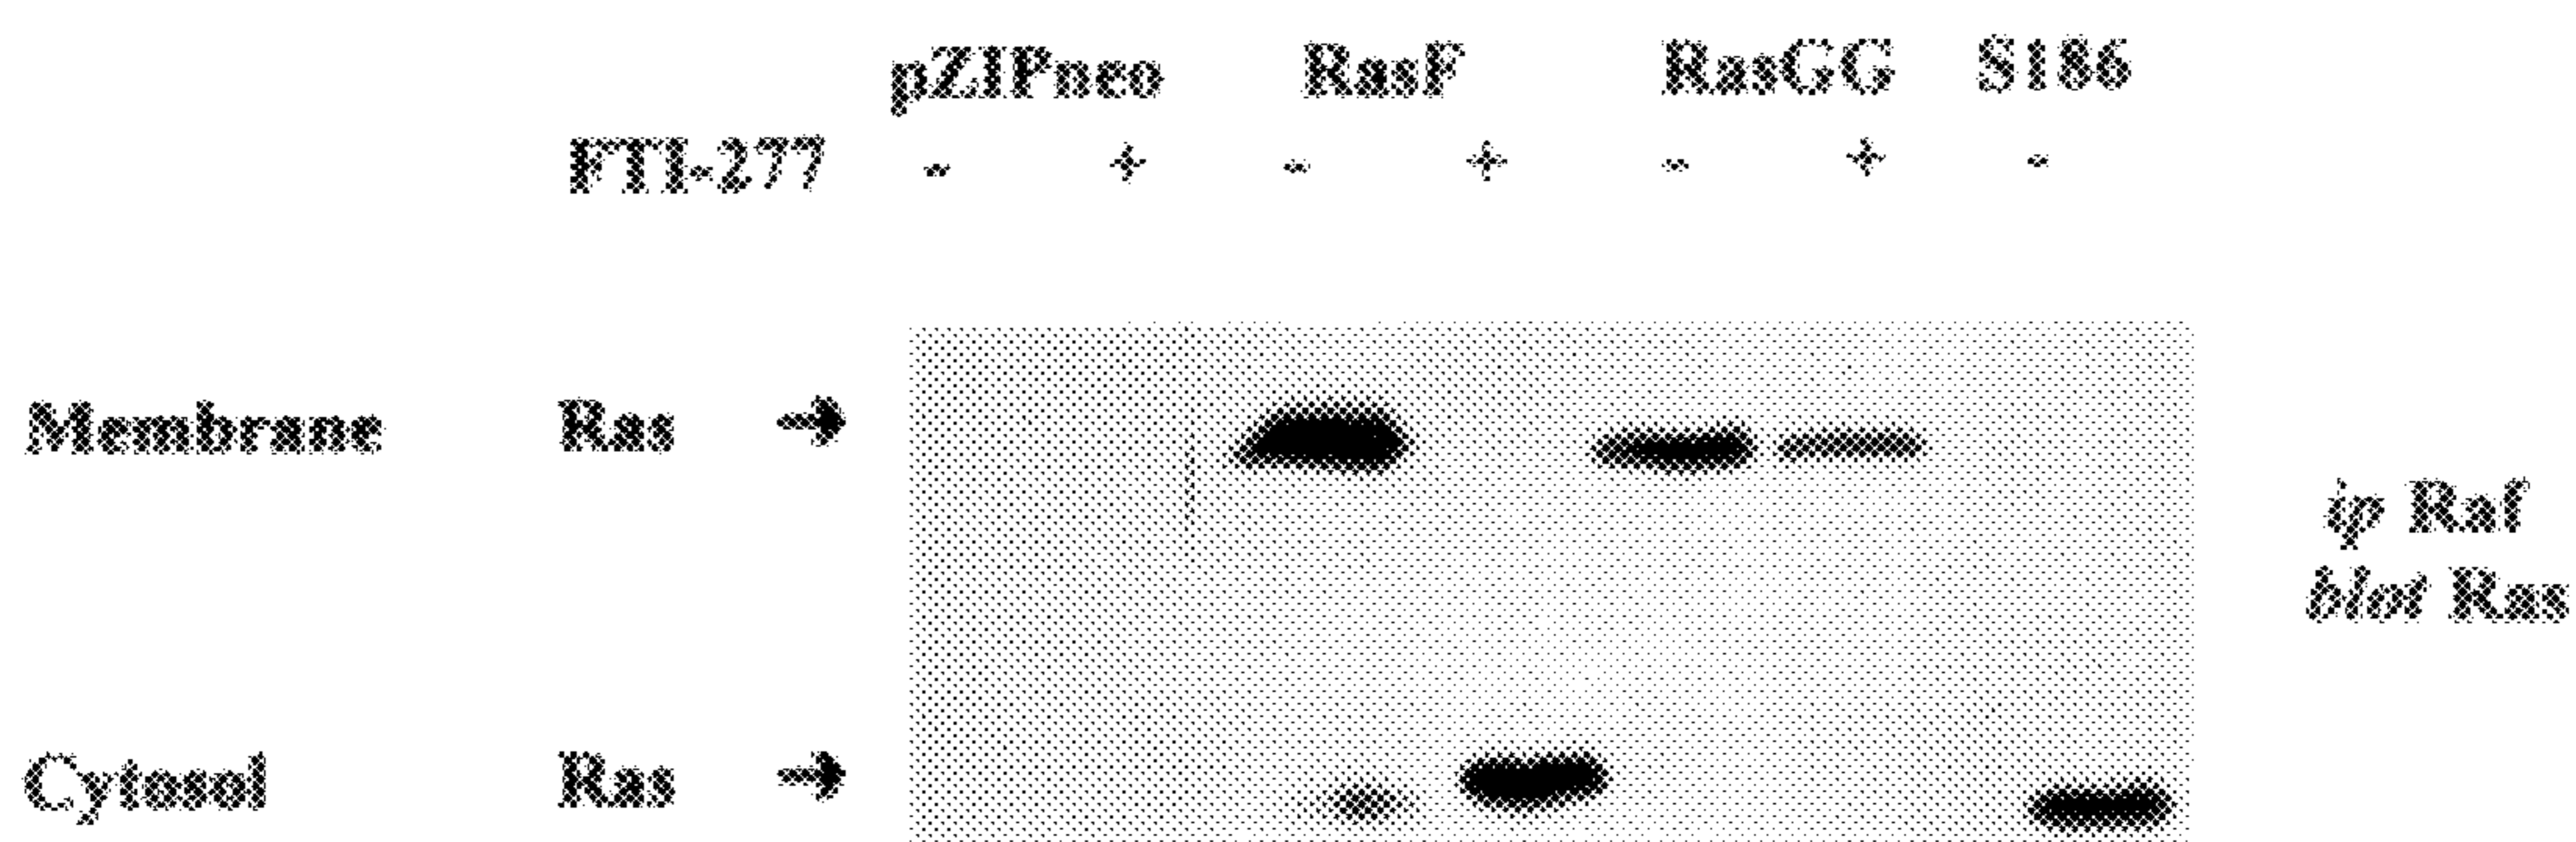 pZIPneo RasF RasGG S186
FTI-277 - + - + - + -
Membrane Ras →
ip Raf
blot Ras
Cytosol Ras →